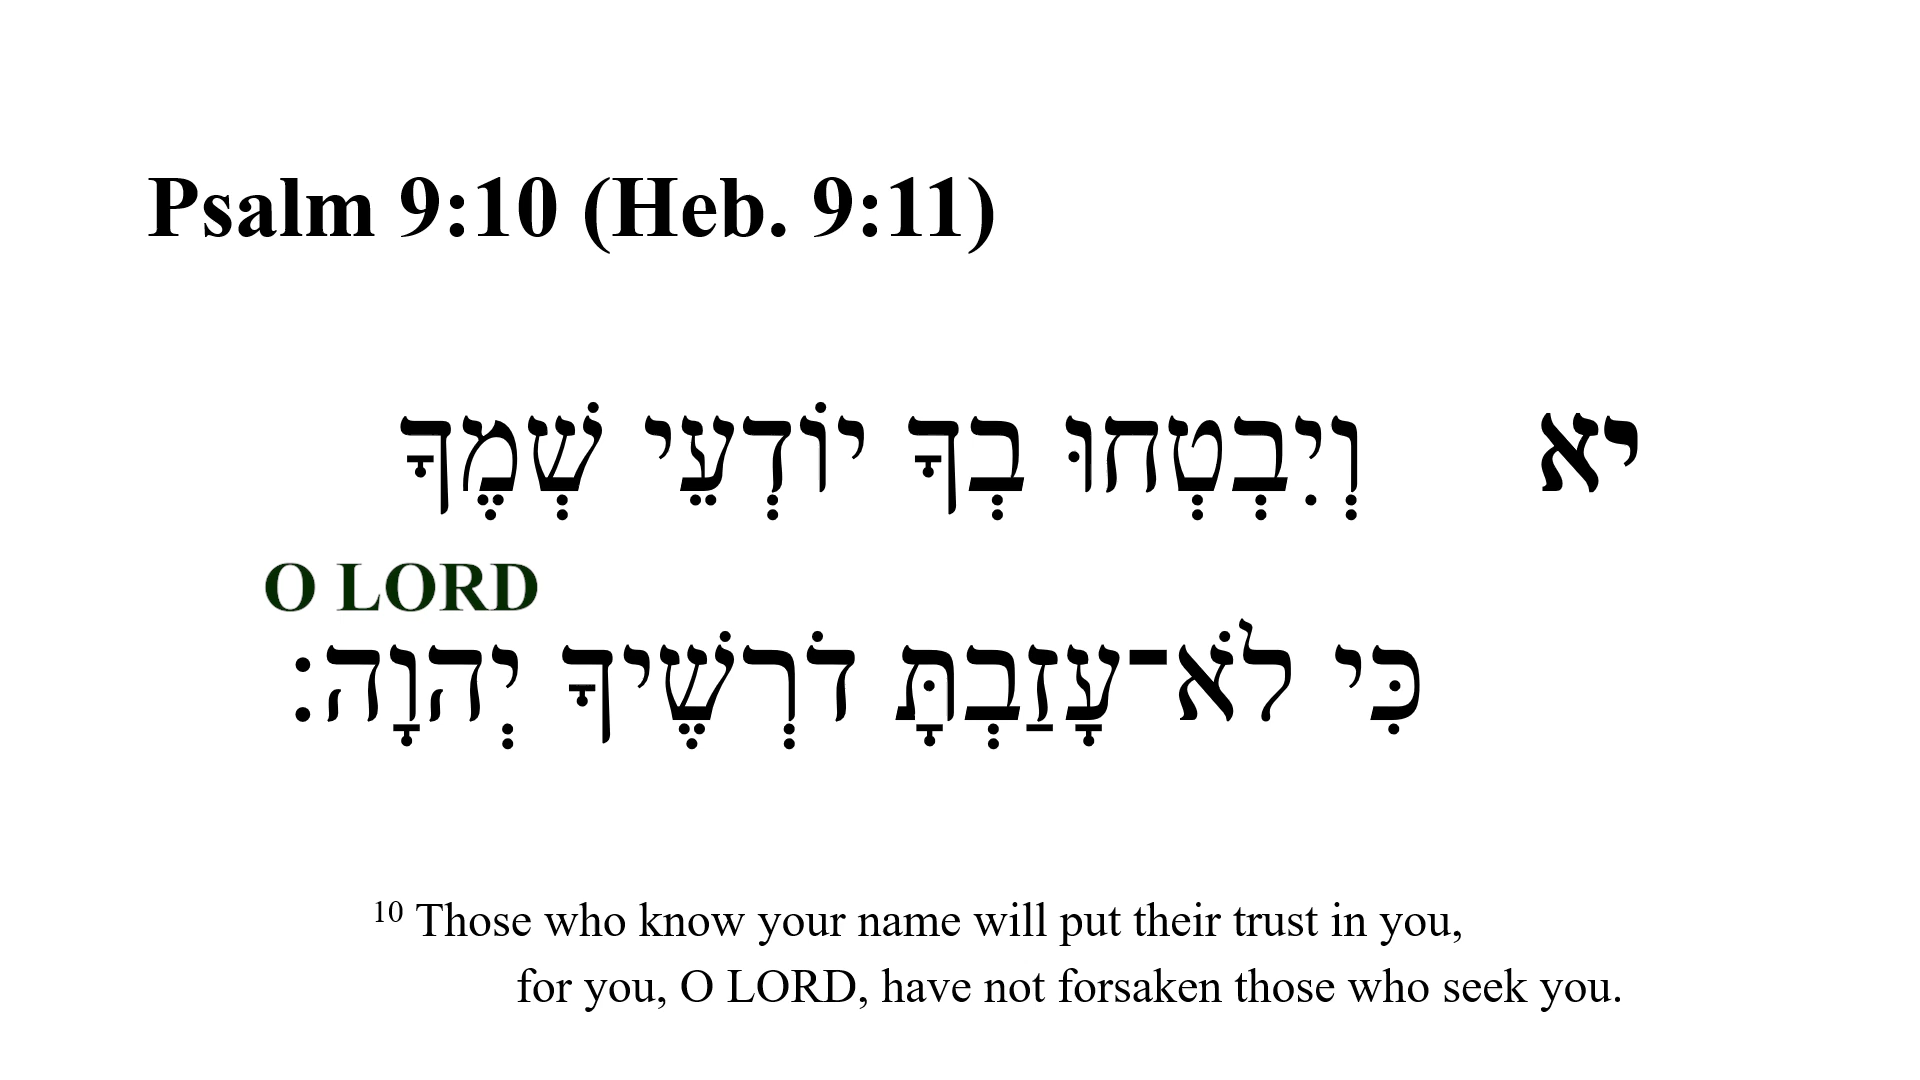 Psalm 9:10 (Heb. 9:11)
יא וְיִבְטְחוּ בְךָ יוֹדְעֵי שְׁמֶךָ
O LORD
כִּי לֹא־עָזַבְתָּ דֹרְשֶׁיךָ יְהוָה׃
10 Those who know your name will put their trust in you,
for you, O LORD, have not forsaken those who seek you.